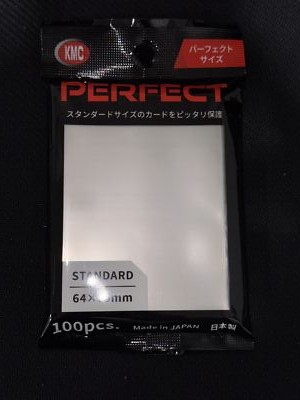 KMC
パーフェクト
サイズ
PERFECT
スタンダードサイズのカードをピッタリ保護
STANDARD
100pcs.
Made in JAPAN
日本製